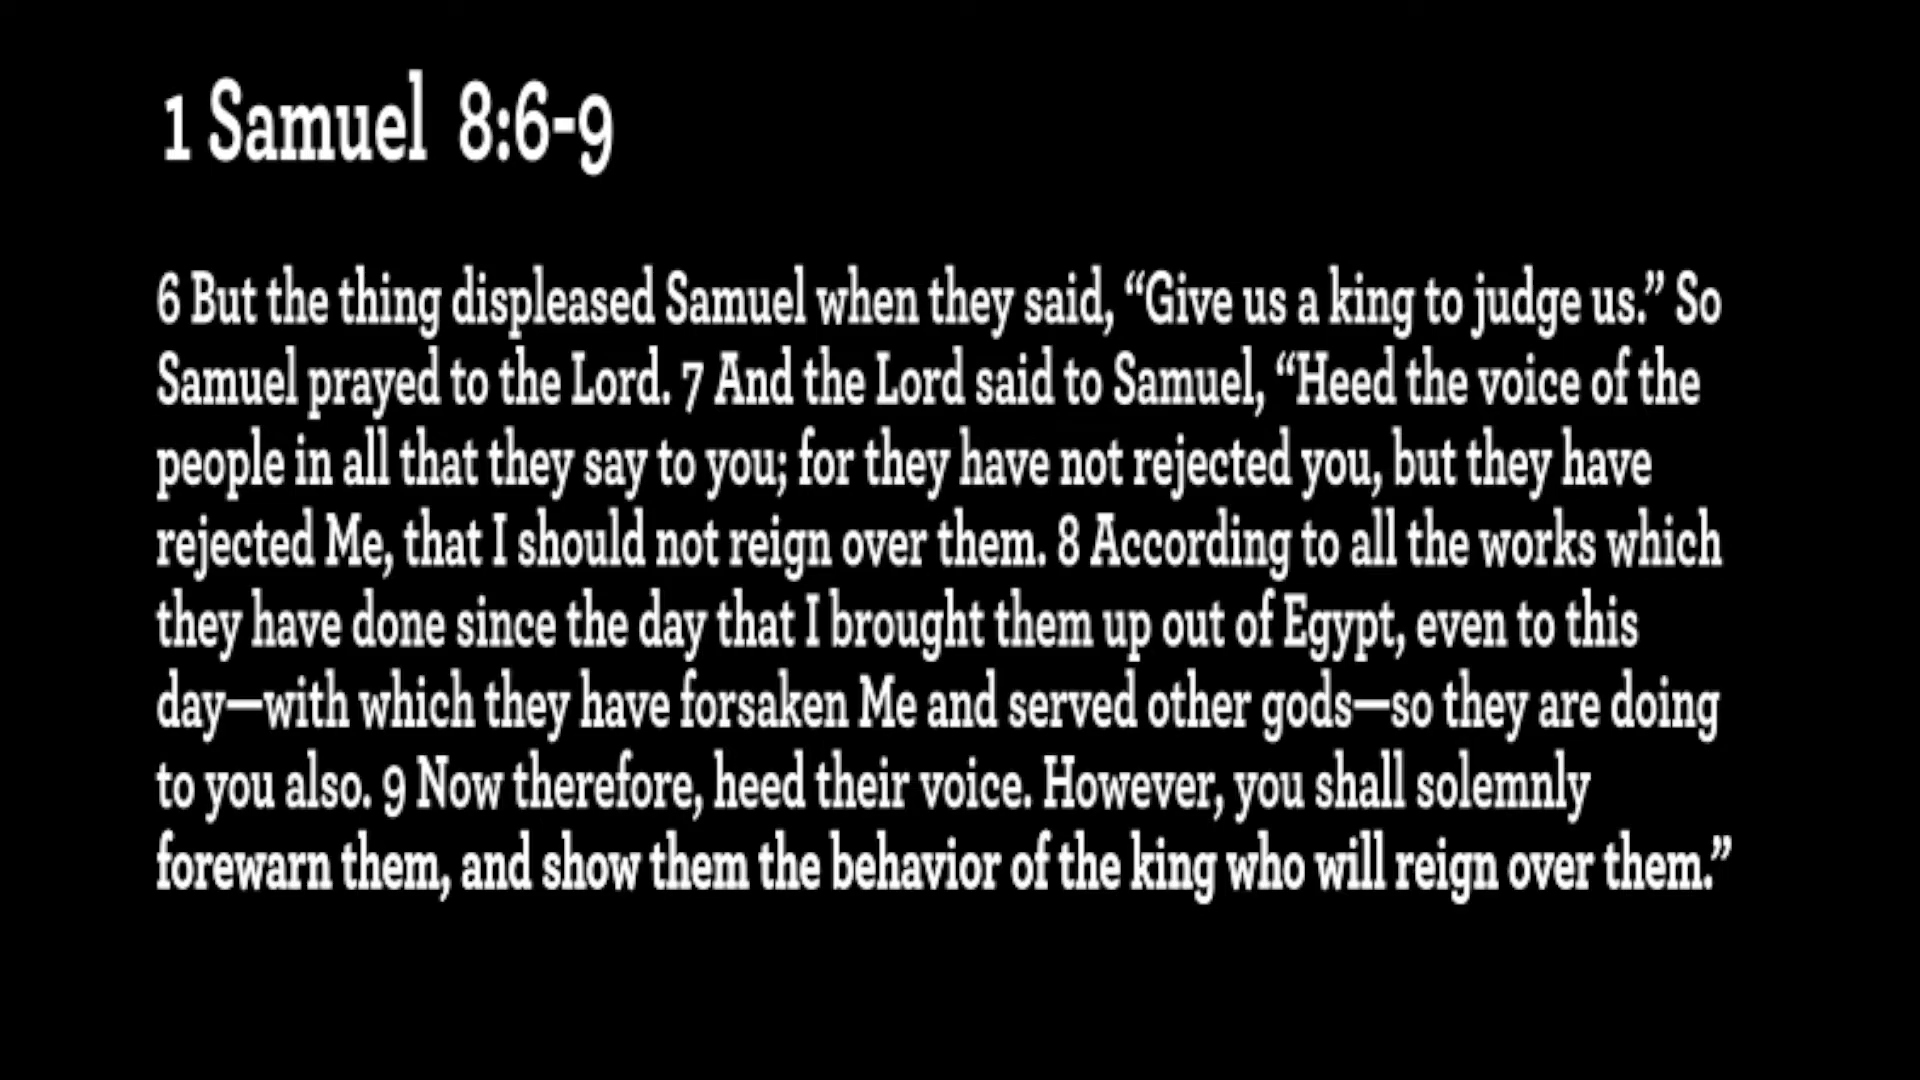 1 Samuel 8:6-9
6 But the thing displeased Samuel when they said, “Give us a king to judge us.” So
Samuel prayed to the Lord. 7 And the Lord said to Samuel, “Heed the voice of the
people in all that they say to you; for they have not rejected you, but they have
rejected Me, that I should not reign over them. 8 According to all the works which
they have done since the day that I brought them up out of Egypt, even to this
day—with which they have forsaken Me and served other gods—so they are doing
to you also. 9 Now therefore, heed their voice. However, you shall solemnly
forewarn them, and show them the behavior of the king who will reign over them.”